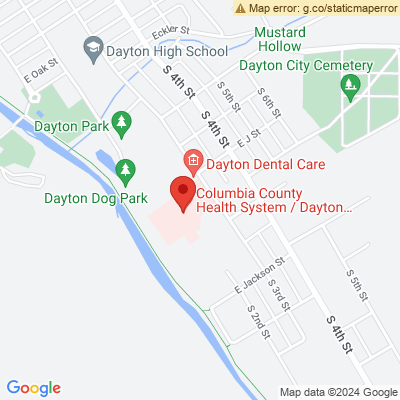 Map error: g.co/staticmaperror
Eckler St
Mustard
Hollow
Dayton High School
E Oak St
Dayton City Cemetery
S 4th St
S 5th St
S 6th St
S 4th St
E J St
Dayton Park
Dayton Dental Care
Dayton Dog Park
Columbia County
Health System / Dayton...
E Jackson St
S 5th St
S 3rd St
S 2nd St
S 4th St
Google
Map data ©2024 Google